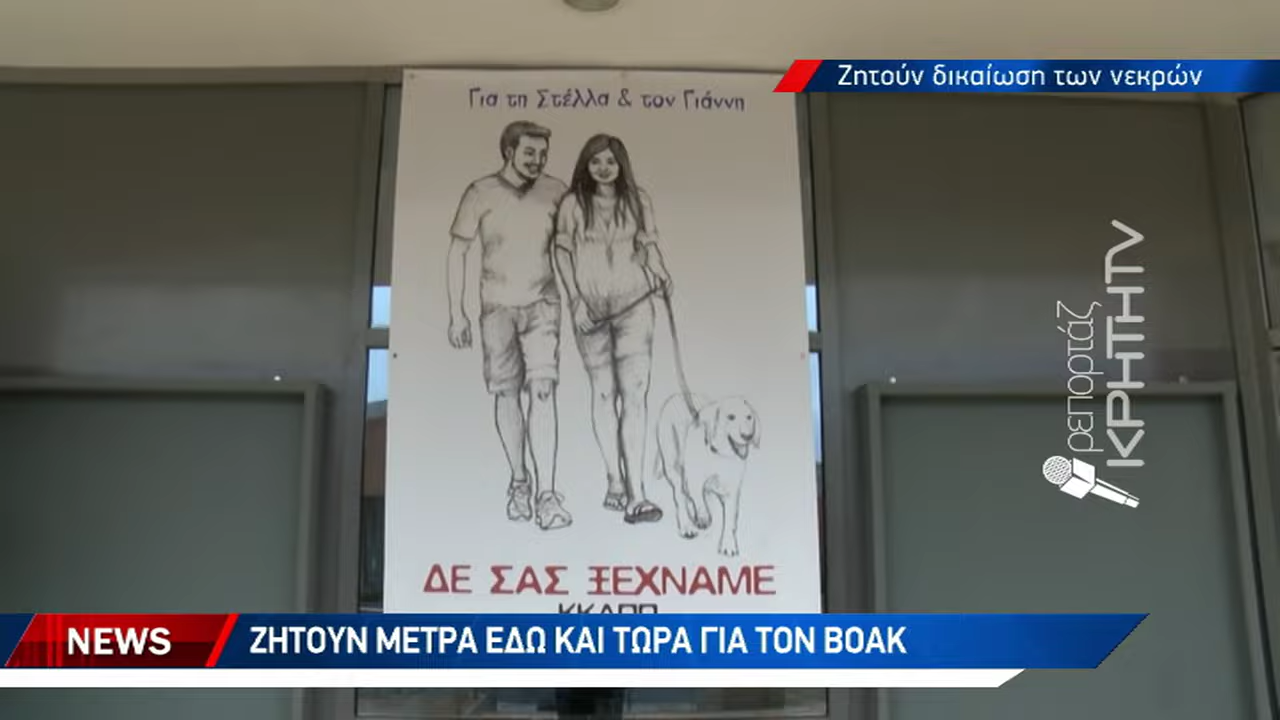 Ζητούν δικαίωση των νεκρών
Για τη Στέλλα & τον Γιάννη
ρεπορτάζ
ΚΡΗΤΗTV
ΔΕ ΣΑΣ ΞΕΧΝΑΜΕ
NEWS
ΖΗΤΟΥΝ ΜΕΤΡΑ ΕΔΩ ΚΑΙ ΤΩΡΑ ΓΙΑ ΤΟΝ ΒΟΑΚ